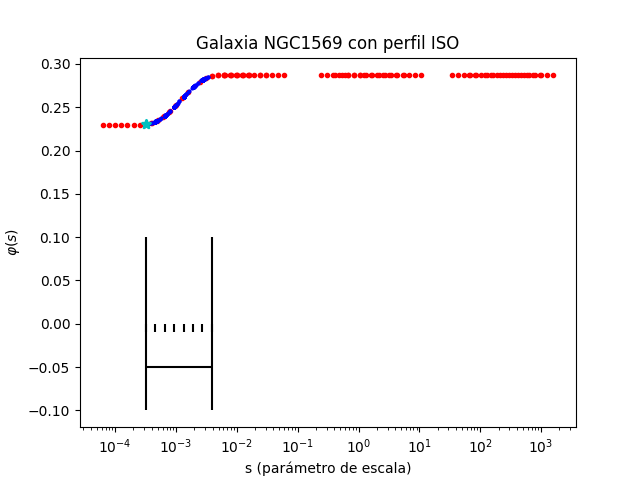 Galaxia NGC1569 con perfil ISO
0.30
0.25
0.20
0.15
0.10
0.05
0.00
−0.05
−0.10
φ(s)
10⁻⁴ 10⁻³ 10⁻² 10⁻¹ 10⁰ 10¹ 10² 10³
s (parámetro de escala)